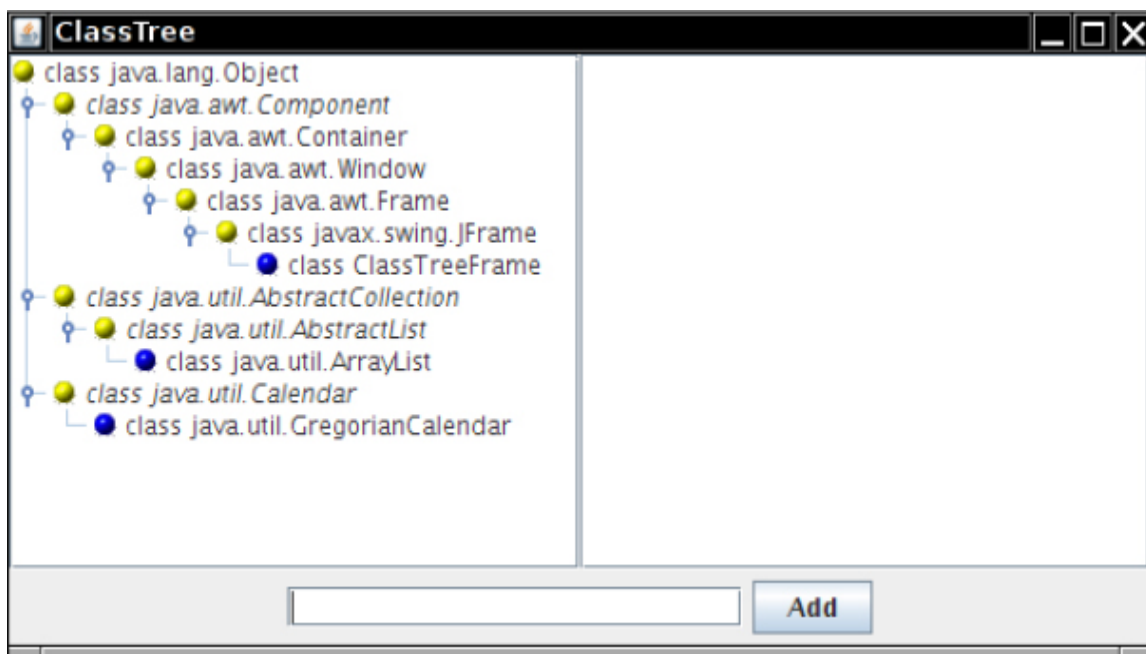 ClassTree
class java.lang.Object
class java.awt.Component
class java.awt.Container
class java.awt.Window
class java.awt.Frame
class javax.swing.JFrame
class ClassTreeFrame
class java.util.AbstractCollection
class java.util.AbstractList
class java.util.ArrayList
class java.util.Calendar
class java.util.GregorianCalendar
Add